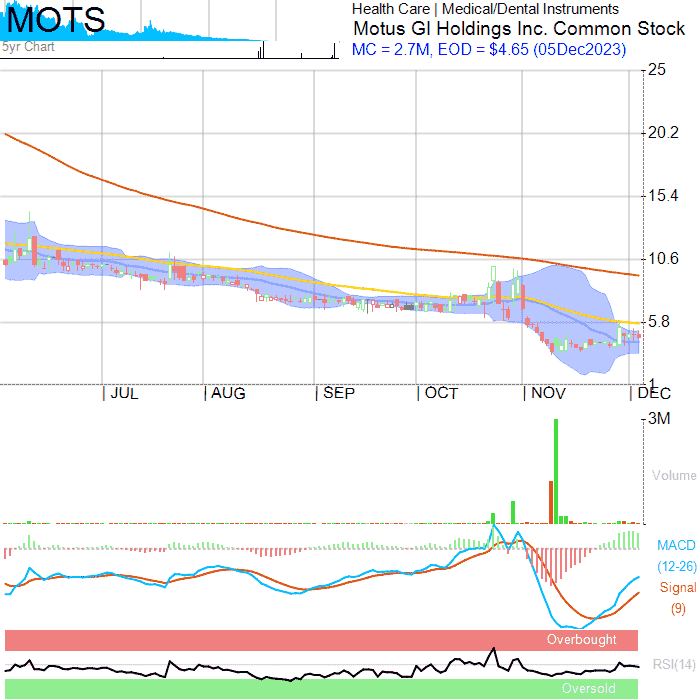 MOTS
5yr Chart
Health Care | Medical/Dental Instruments
Motus GI Holdings Inc. Common Stock
MC = 2.7M, EOD = $4.65 (05Dec2023)
25
20.2
15.4
10.6
5.8
1
JUL AUG SEP OCT NOV DEC
3M
Volume
MACD
(12-26)
Signal
(9)
Overbought
RSI(14)
Oversold